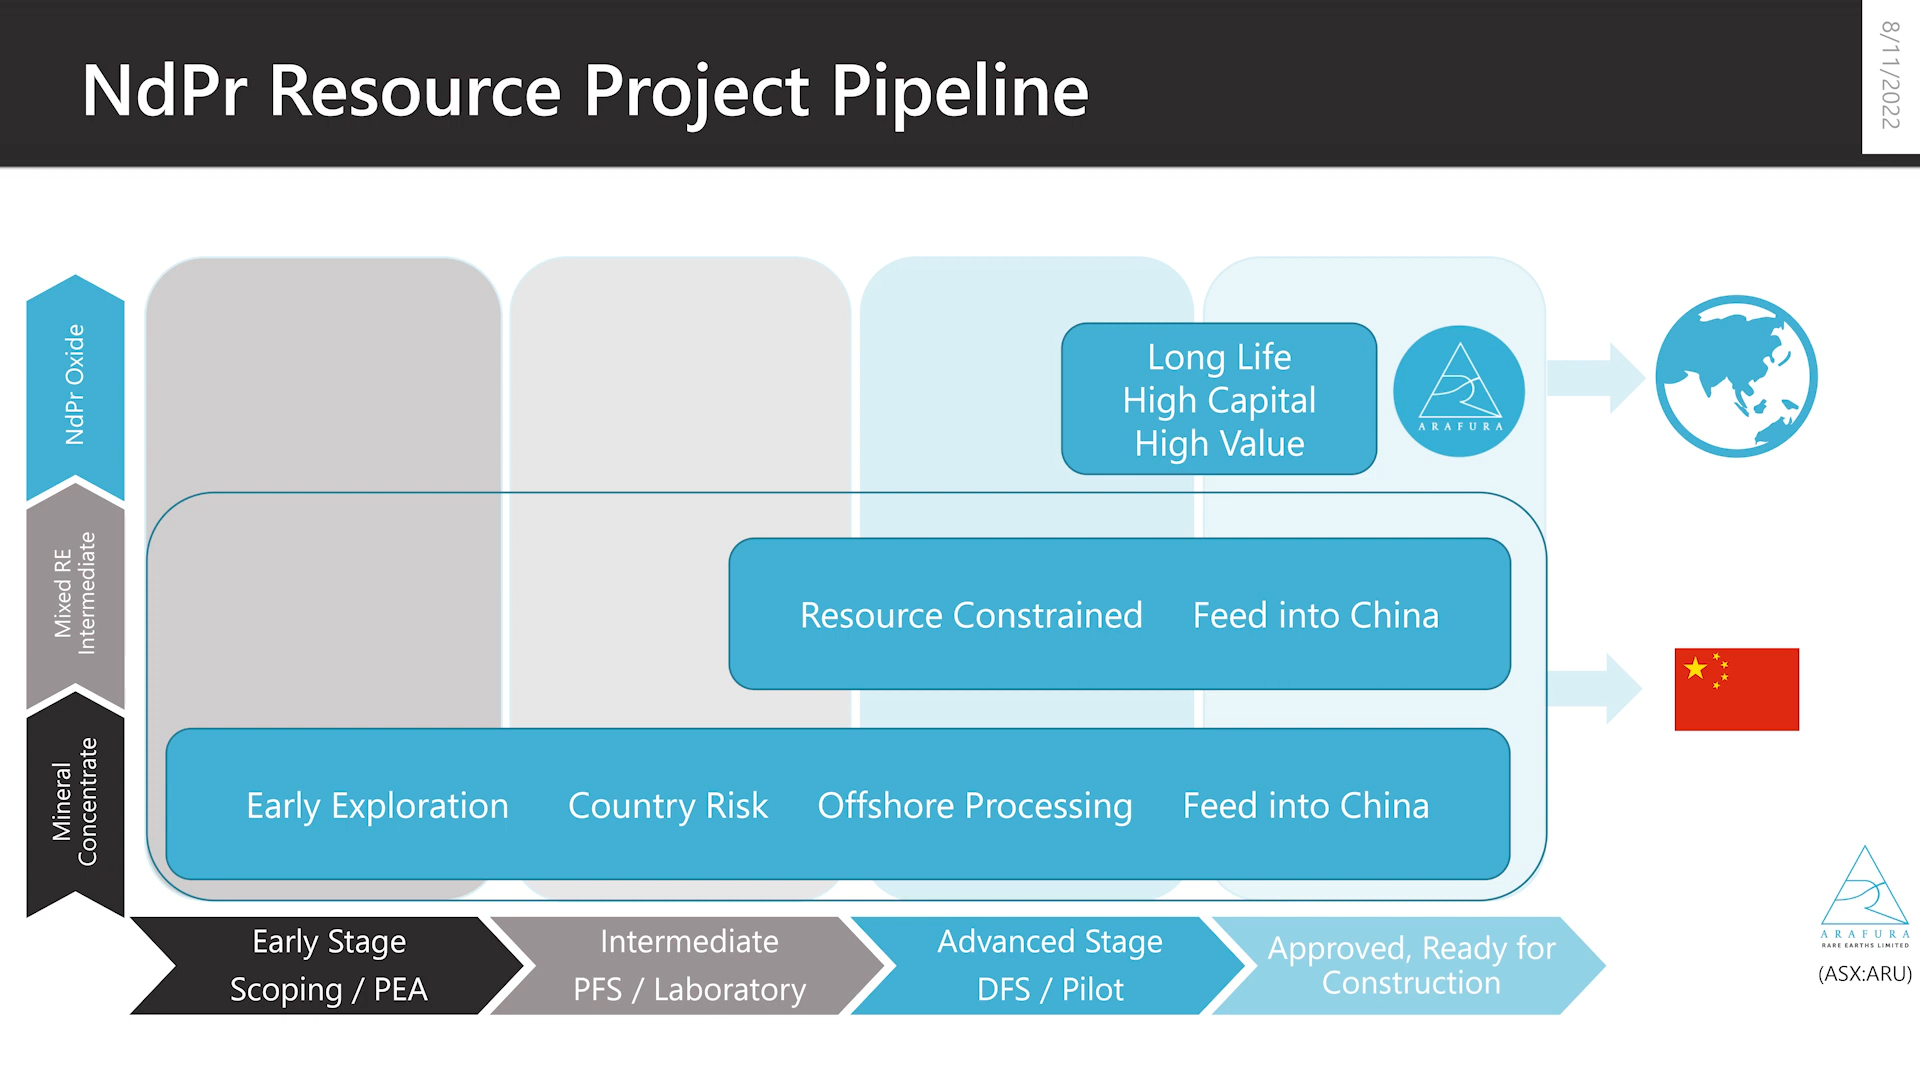 NdPr Resource Project Pipeline
8/11/2022
NdPr Oxide
Long Life
High Capital
High Value
ARAFURA
Mixed RE
Intermediate
Resource Constrained Feed into China
Mineral
Concentrate
Early Exploration Country Risk Offshore Processing Feed into China
Early Stage
Scoping / PEA
Intermediate
PFS / Laboratory
Advanced Stage
DFS / Pilot
Approved, Ready for
Construction
ARAFURA
RARE EARTHS LIMITED
(ASX:ARU)